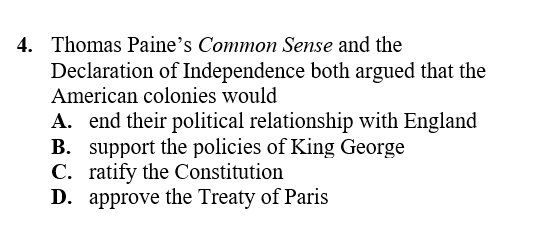 4. Thomas Paine’s Common Sense and the
Declaration of Independence both argued that the
American colonies would
A. end their political relationship with England
B. support the policies of King George
C. ratify the Constitution
D. approve the Treaty of Paris